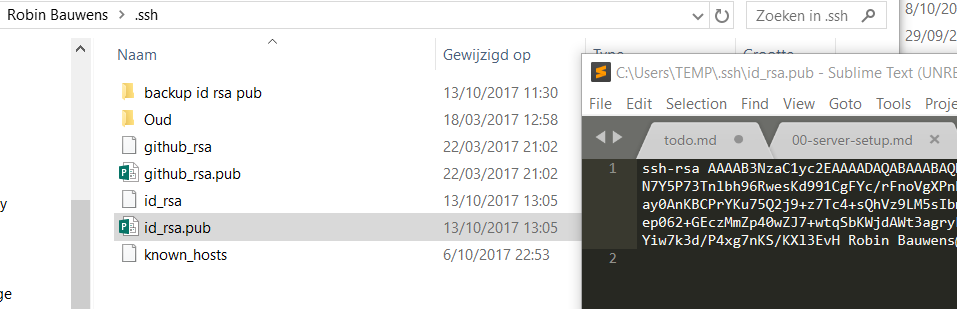 Robin Bauwens > .ssh
Zoeken in .ssh
8/10/20
29/09/
Naam Gewijzigd op Type Grootte
backup id rsa pub 13/10/2017 11:30
Oud 18/03/2017 12:58
github_rsa 22/03/2017 21:02
github_rsa.pub 22/03/2017 21:02
id_rsa 13/10/2017 13:05
id_rsa.pub 13/10/2017 13:05
known_hosts 6/10/2017 22:53
y
ge
C:\Users\TEMP\.ssh\id_rsa.pub - Sublime Text (UNRE
File Edit Selection Find View Goto Tools Proje
todo.md 00-server-setup.md
1 ssh-rsa AAAAB3NzaC1yc2EAAAADAQABAAABAQ
N7Y5P73Tnlbh96RwesKd991CgFYc/rFnoVgXPn
ay0AnKBCPrYKu75Q2j9+z7Tc4+sQhVz9LM5sIb
ep062+GEczMmZp40wZJ7+wtqSbKWjdAWt3agry
Yiw7k3d/P4xg7nKS/KXl3EvH Robin Bauwens
2